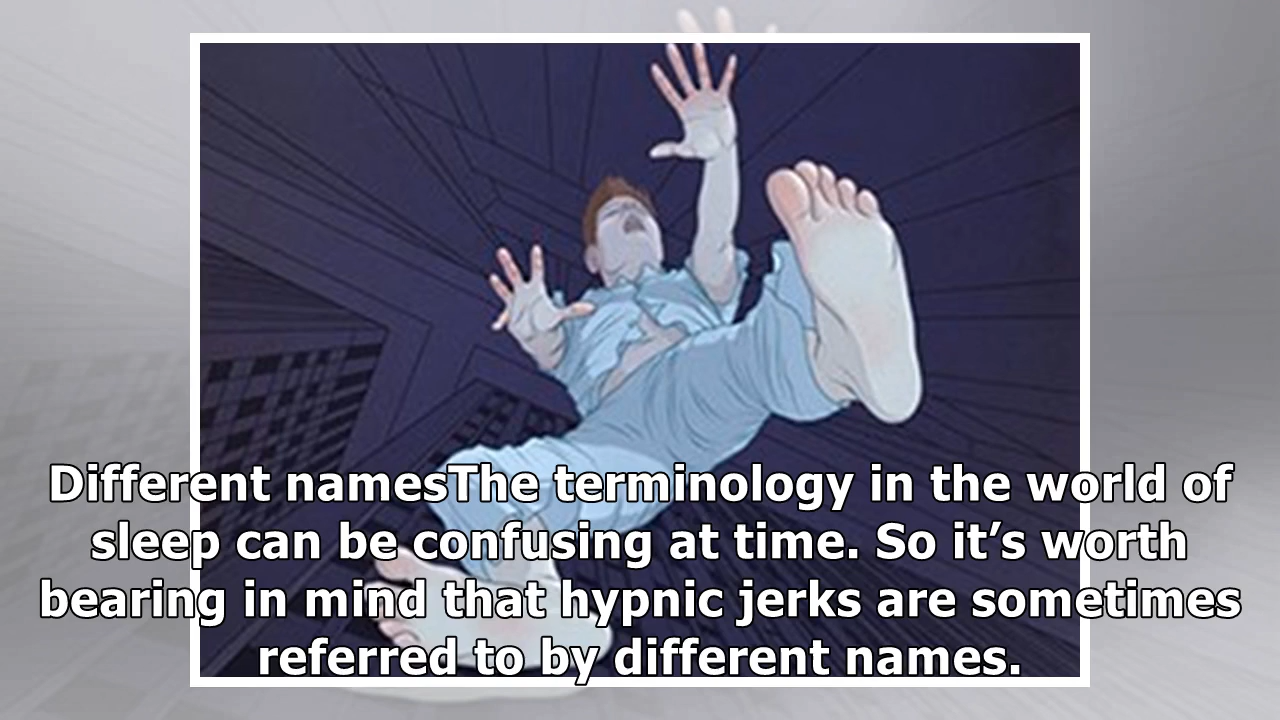 Different namesThe terminology in the world of
sleep can be confusing at time. So it’s worth
bearing in mind that hypnic jerks are sometimes
referred to by different names.